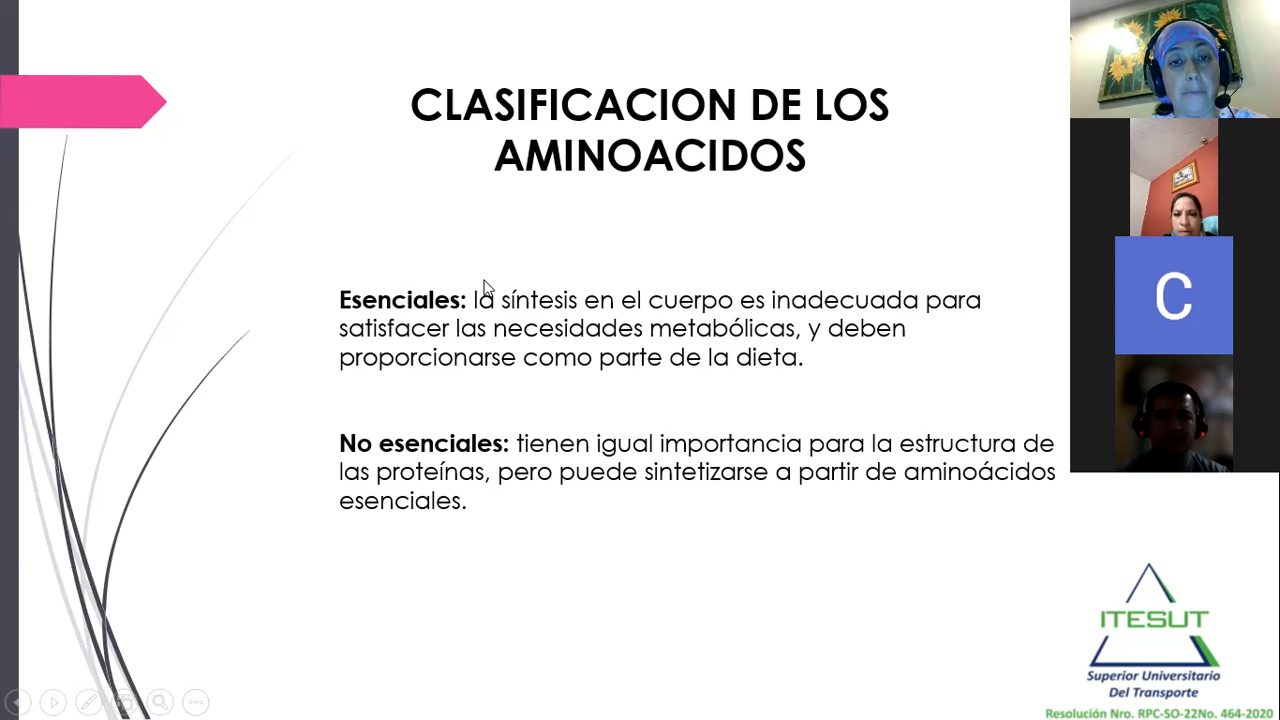 CLASIFICACION DE LOS
AMINOACIDOS
Esenciales: la síntesis en el cuerpo es inadecuada para
satisfacer las necesidades metabólicas, y deben
proporcionarse como parte de la dieta.
No esenciales: tienen igual importancia para la estructura de
las proteínas, pero puede sintetizarse a partir de aminoácidos
esenciales.
C
ITESUT
Superior Universitario
Del Transporte
Resolución Nro. RPC-SO-22No. 464-2020